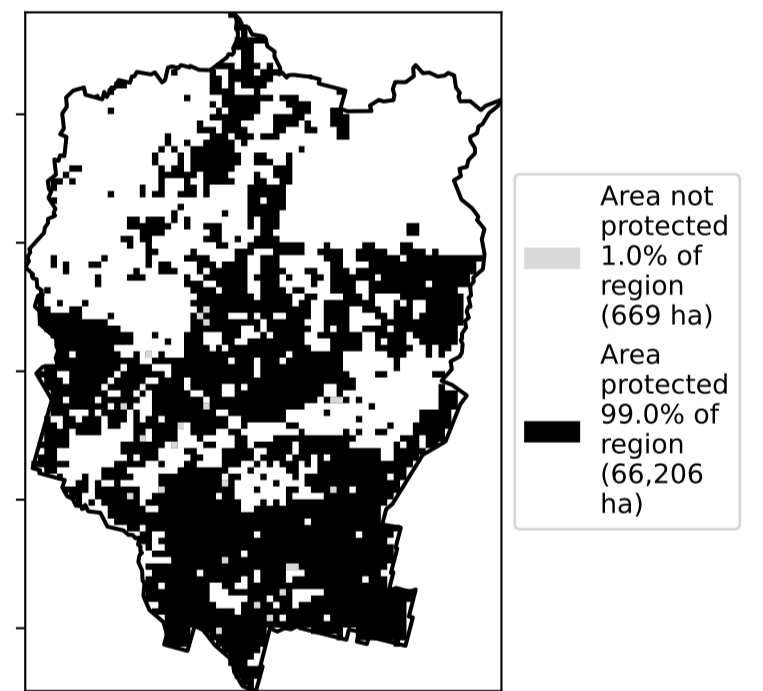 Area not
protected
1.0% of
region
(669 ha)
Area
protected
99.0% of
region
(66,206
ha)